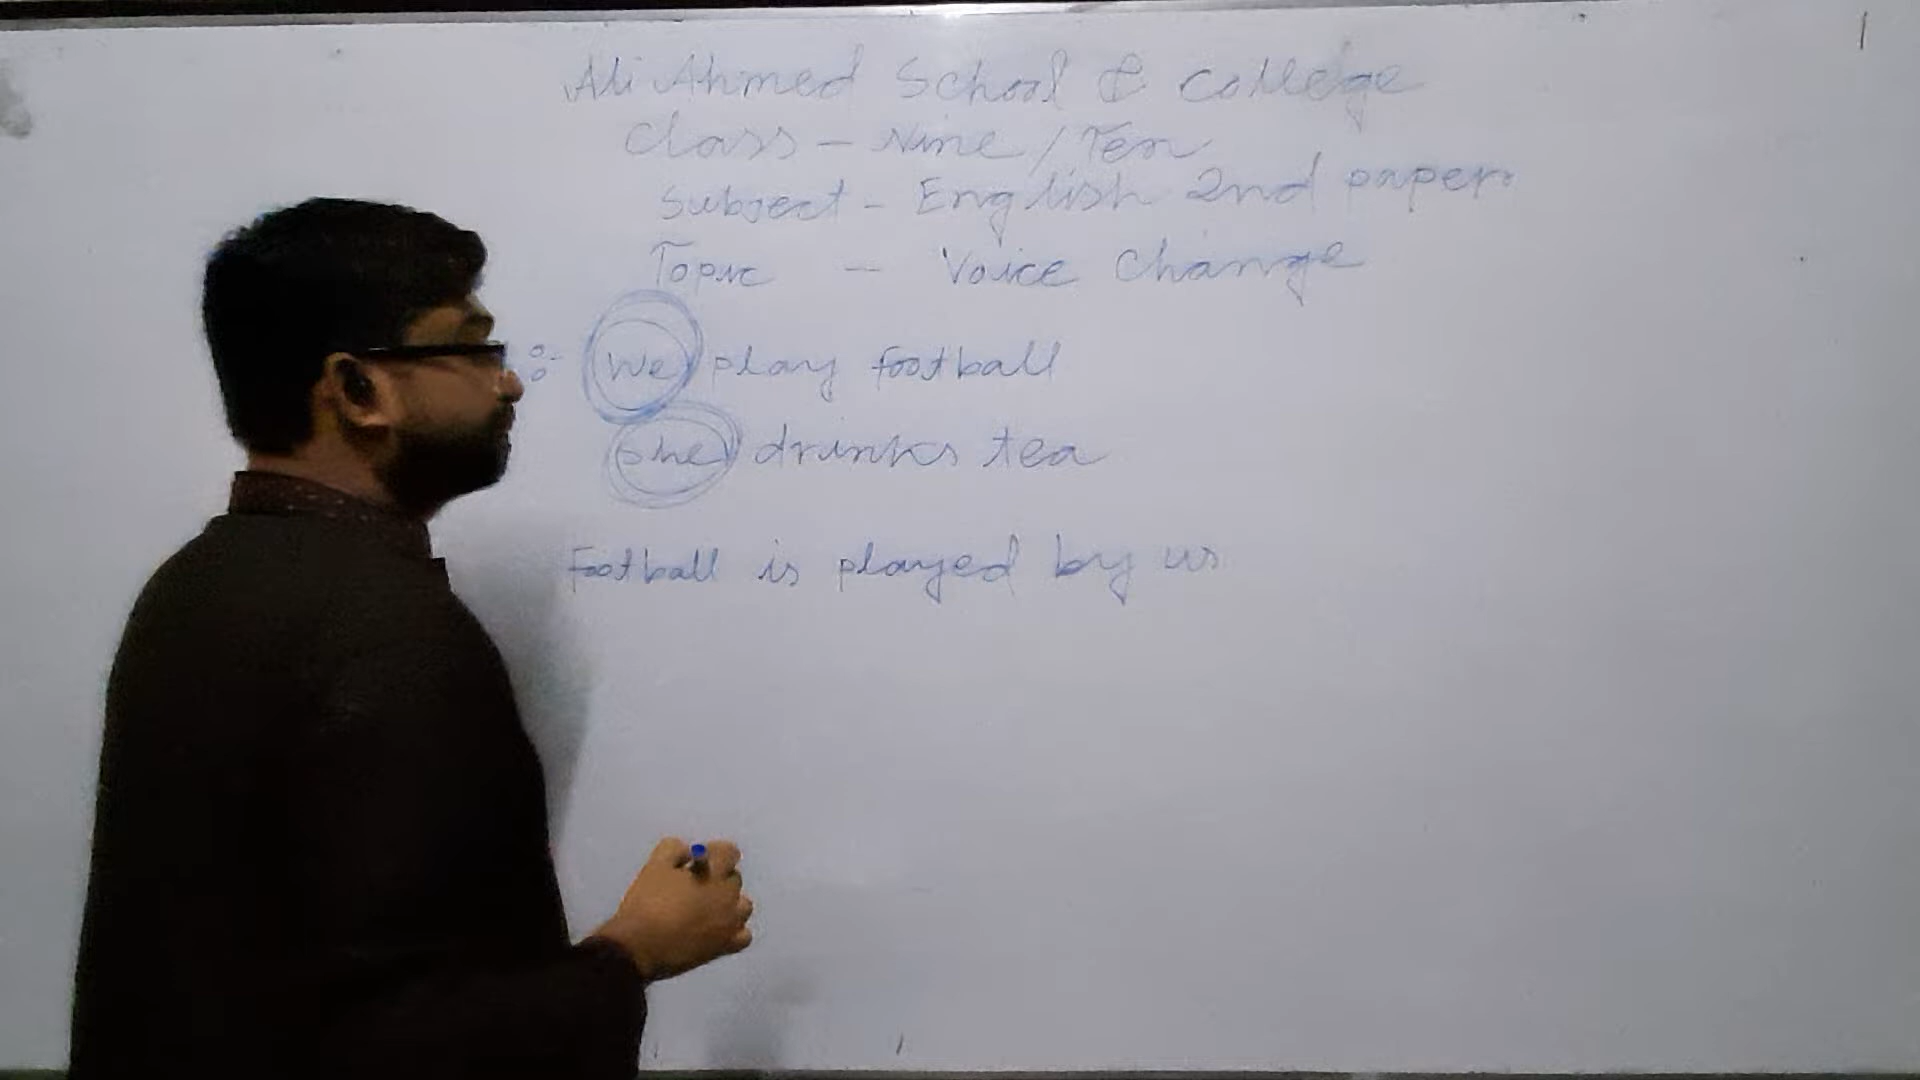 Ali Ahmed School & College
Class - Nine / Ten
Subject - English 2nd paper.
Topic - Voice Change
We play football
She drinks tea
Football is played by us